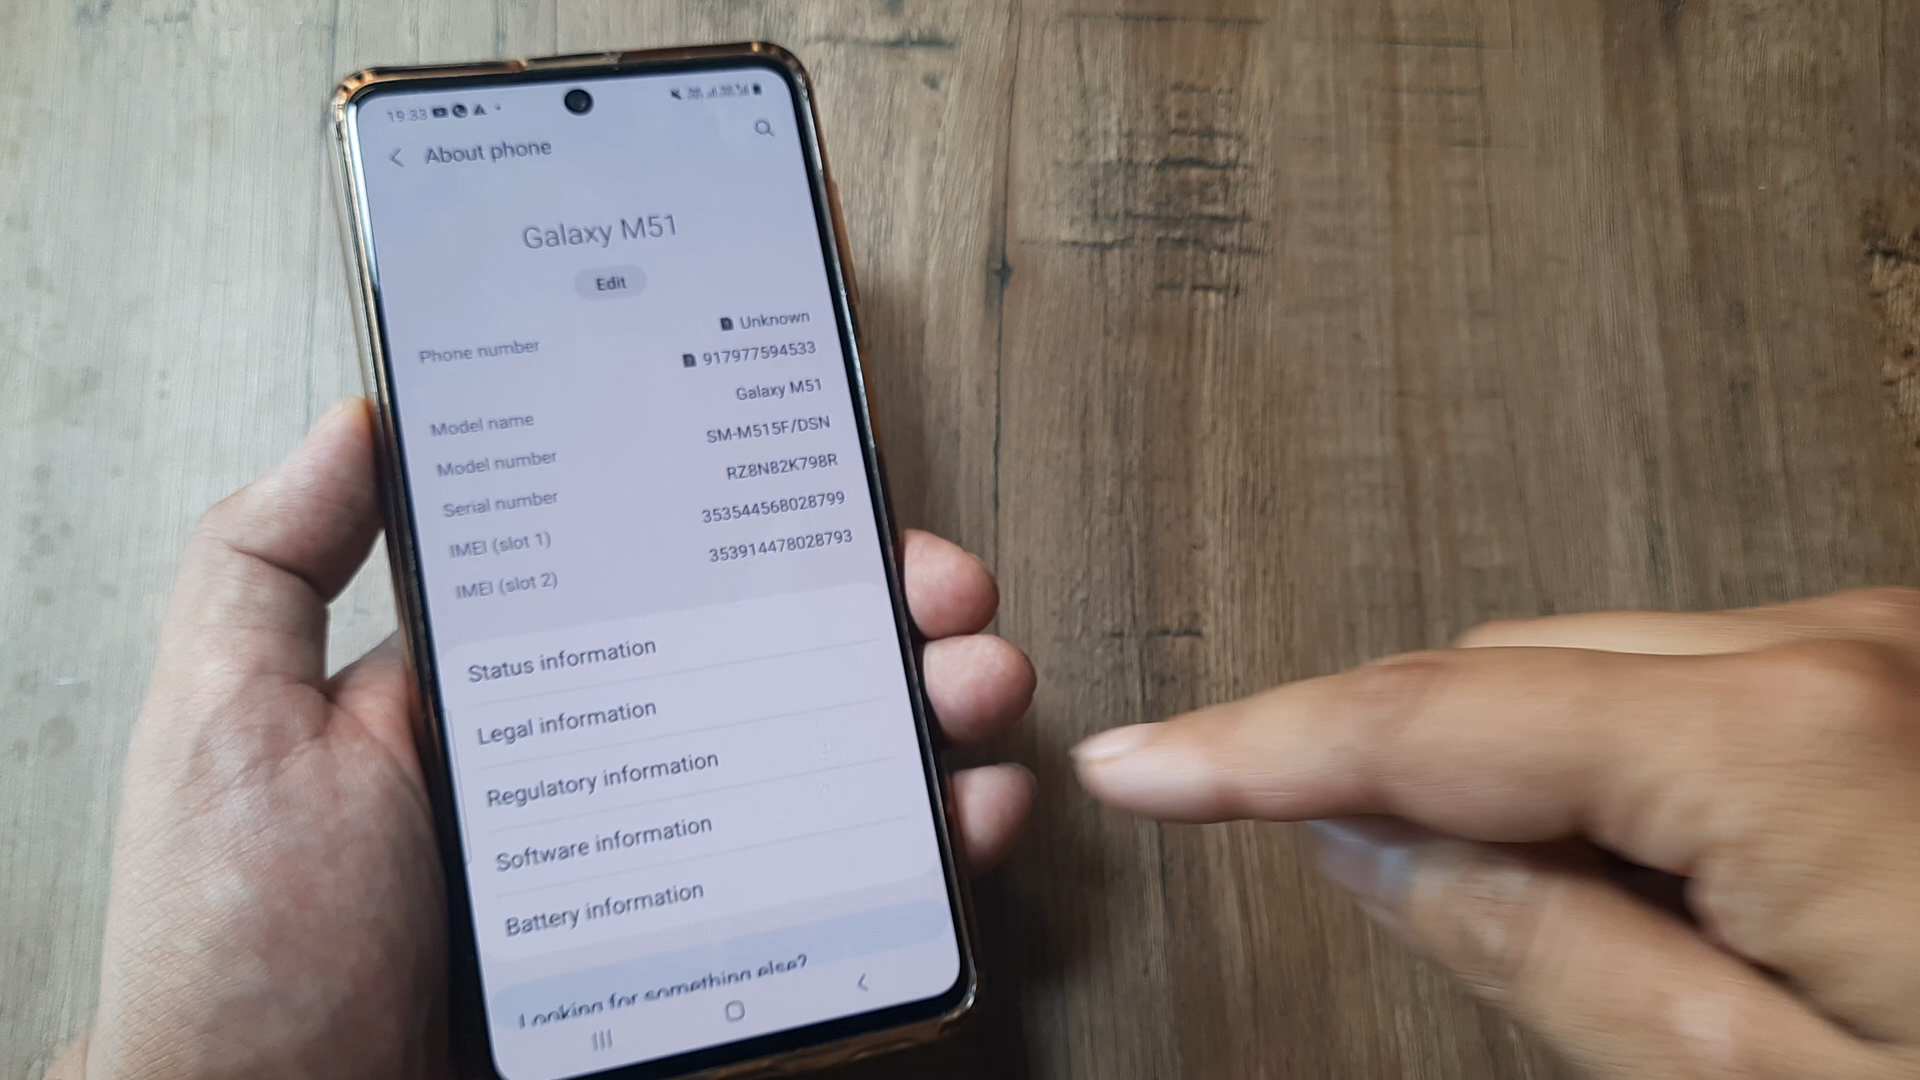 19:33
About phone
Galaxy M51
Edit
Phone number
Unknown
917977594533
Model name
Galaxy M51
Model number
SM-M515F/DSN
Serial number
RZ8N82K798R
IMEI (slot 1)
353544568028799
IMEI (slot 2)
353914478028793
Status information
Legal information
Regulatory information
Software information
Battery information
Looking for something else?